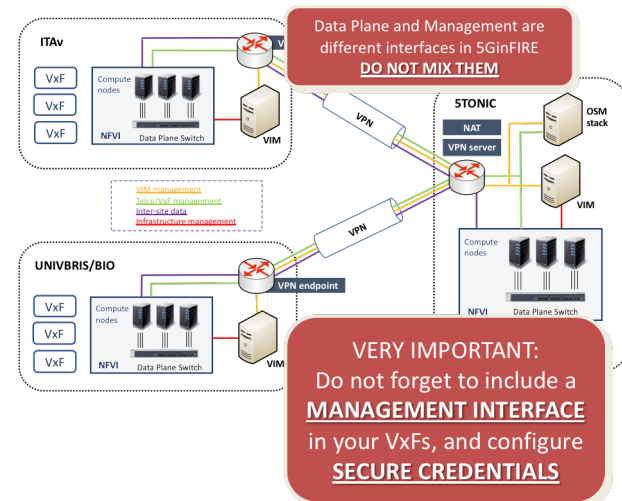 Data Plane and Management are
different interfaces in 5GinFIRE
DO NOT MIX THEM
ITAv
VxF
VxF
VxF
Compute
nodes
NFVI
Data Plane Switch
VIM
VPN
5TONIC
NAT
VPN server
OSM
stack
VIM
VIM management
Telco/VxF management
Inter-site data
Infrastructure management
VPN
UNIVBRIS/BIO
VPN endpoint
VxF
VxF
VxF
Compute
nodes
NFVI
Data Plane Switch
VIM
Compute
nodes
NFVI
Data Plane Switch
VERY IMPORTANT:
Do not forget to include a
MANAGEMENT INTERFACE
in your VxFs, and configure
SECURE CREDENTIALS